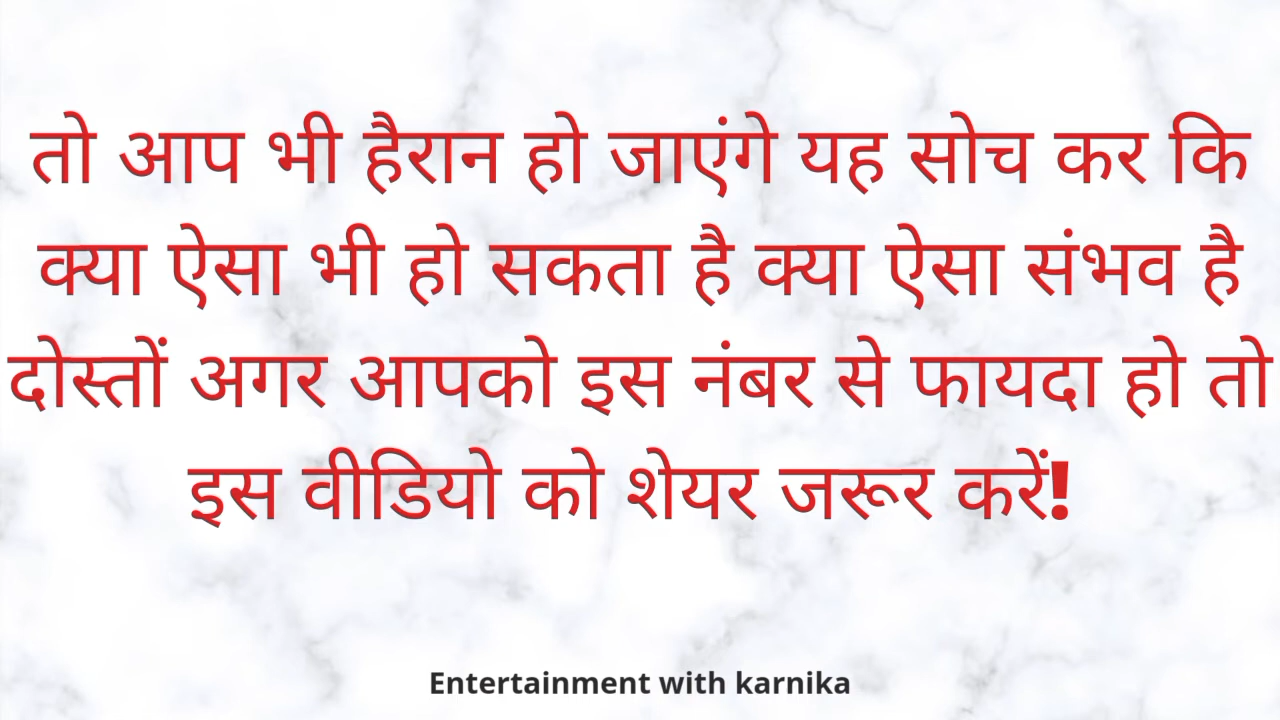 तो आप भी हैरान हो जाएंगे यह सोच कर कि
क्या ऐसा भी हो सकता है क्या ऐसा संभव है
दोस्तों अगर आपको इस नंबर से फायदा हो तो
इस वीडियो को शेयर जरूर करें!
Entertainment with karnika